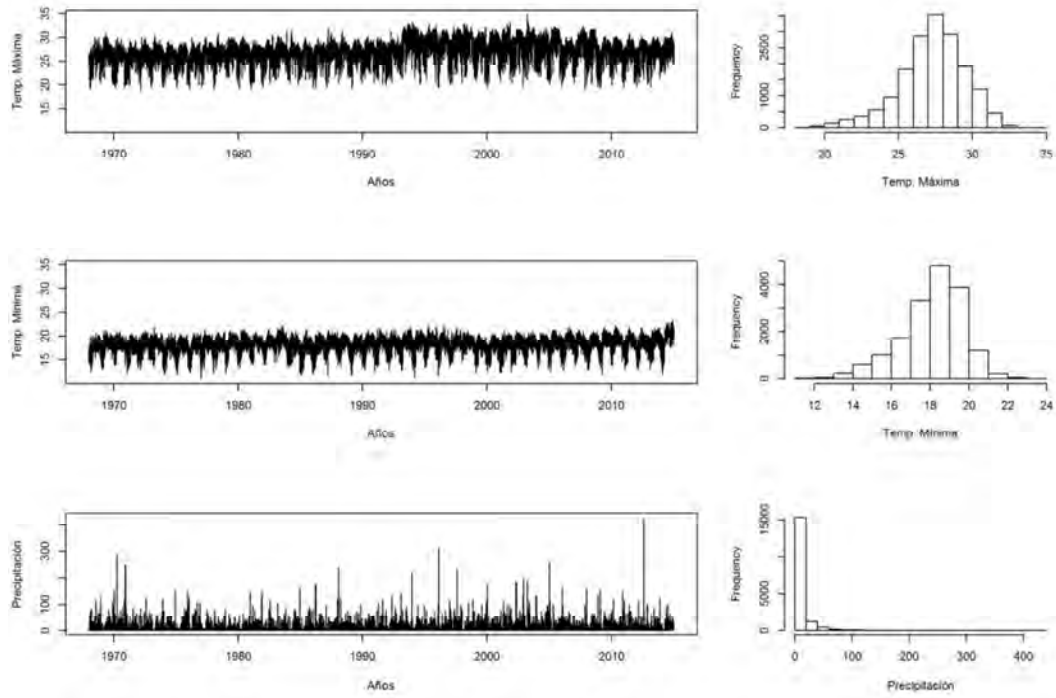 Temp. Máxima
35
30
25
20
15
1970 1980 1990 2000 2010
Años
Frequency
2500
1000
0
20 25 30 35
Temp. Máxima
Temp. Mínima
35
30
25
20
15
1970 1980 1990 2000 2010
Años
Frequency
4000
2000
0
12 14 16 18 20 22 24
Temp. Mínima
Precipitación
300
100
0
1970 1980 1990 2000 2010
Años
Frequency
15000
5000
0
0 100 200 300 400
Precipitación